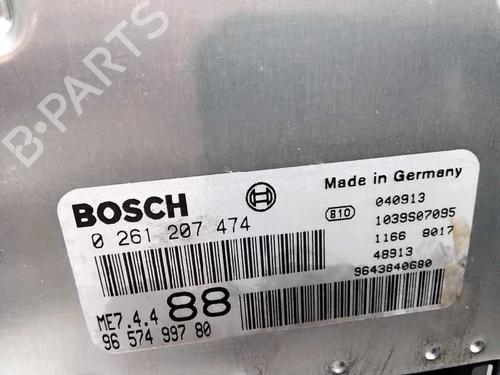 B-PARTS
BOSCH
Made in Germany
0 261 207 474
810
040913
1039S07095
1166 8017
48913
9643840680
ME7.4.4 88
96 574 997 80